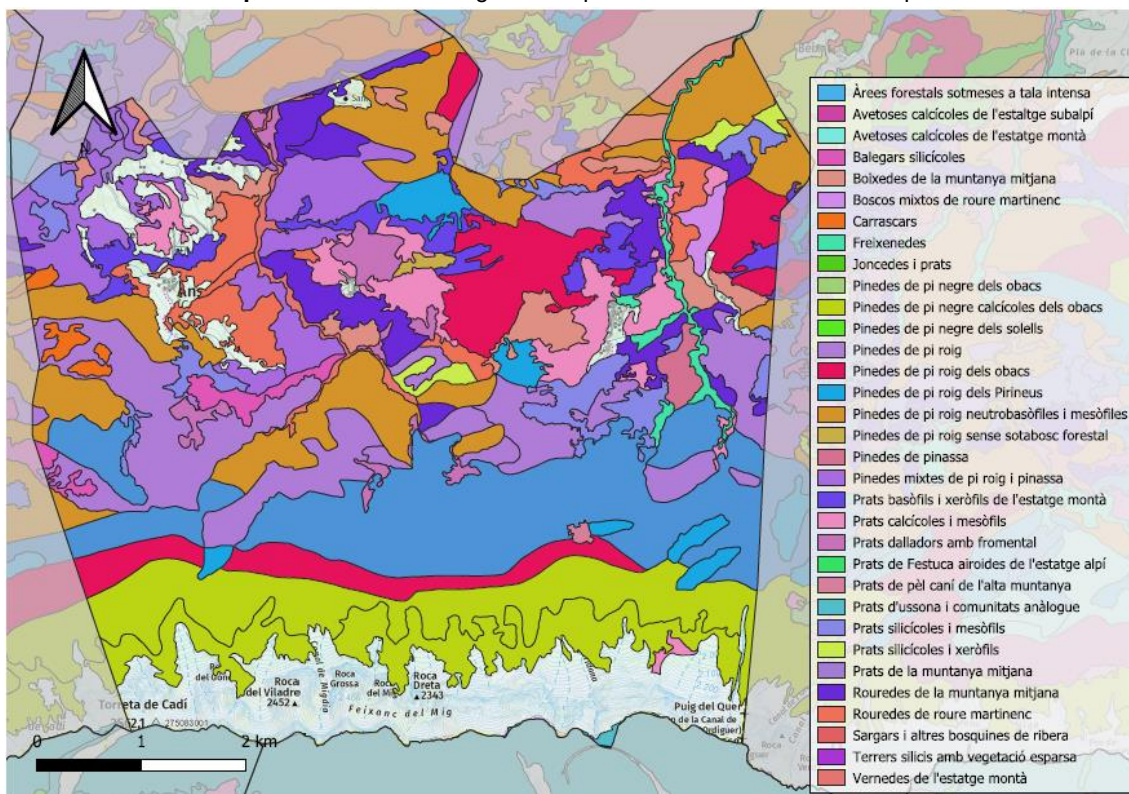 Àrees forestals sotmeses a tala intensa
Avetoses calcícoles de l'estaltge subalpí
Avetoses calcícoles de l'estatge montà
Balegars silicícoles
Boixedes de la muntanya mitjana
Boscos mixtos de roure martinenc
Carrascars
Freixenedes
Joncedes i prats
Pinedes de pi negre dels obacs
Pinedes de pi negre calcícoles dels obacs
Pinedes de pi negre dels solells
Pinedes de pi roig
Pinedes de pi roig dels obacs
Pinedes de pi roig dels Pirineus
Pinedes de pi roig neutrobasòfiles i mesòfiles
Pinedes de pi roig sense sotabosc forestal
Pinedes de pinassa
Pinedes mixtes de pi roig i pinassa
Prats basòfils i xeròfils de l'estatge montà
Prats calcícoles i mesòfils
Prats dalladors amb fromental
Prats de Festuca airoides de l'estatge alpí
Prats de pèl caní de l'alta muntanya
Prats d'ussona i comunitats anàlogue
Prats silicícoles i mesòfils
Prats silicícoles i xeròfils
Prats de la muntanya mitjana
Rouredes de la muntanya mitjana
Rouredes de roure martinenc
Sargars i altres bosquines de ribera
Terrers silicis amb vegetació esparsa
Vernedes de l'estatge montà
Ans
Roca
del Viladre
2452
Canal de Migdia
Roca
Grossa
Roca
Dreta
2343
Feixanc del Mig
Torreta de Cadí
275083001
Puig del Quer
0 1 2 km